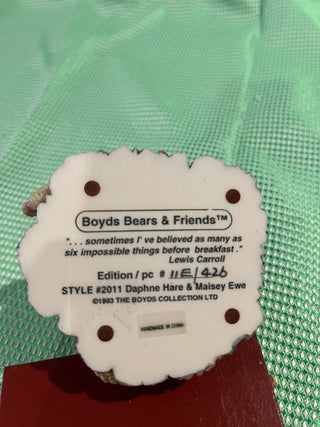 Boyds Bears & Friends™
". . . sometimes I' ve believed as many as
six impossible things before breakfast ."
Lewis Carroll
Edition / pc # 11E/426
STYLE #2011 Daphne Hare & Maisey Ewe
©1993 THE BOYDS COLLECTION LTD
HANDMADE IN CHINA